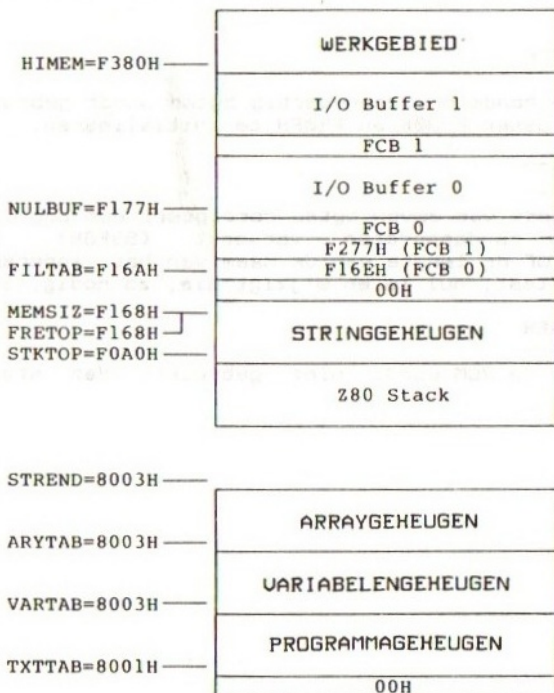 WERKGEBIED
HIMEM=F380H
I/O Buffer 1
FCB 1
I/O Buffer 0
NULBUF=F177H
FCB 0
F277H (FCB 1)
FILTAB=F16AH
F16EH (FCB 0)
00H
MEMSIZ=F168H
FRETOP=F168H
STRINGGEHEUGEN
STKTOP=F0A0H
Z80 Stack
STREND=8003H
ARRAYGEHEUGEN
ARYTAB=8003H
VARIABELENGEHEUGEN
VARTAB=8003H
PROGRAMMAGEHEUGEN
TXTTAB=8001H
00H